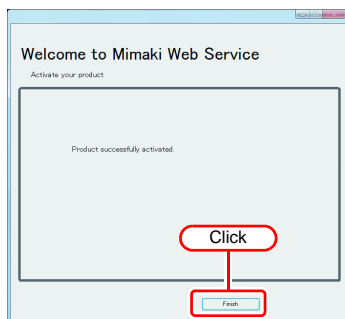 Welcome to Mimaki Web Service
Activate your product
Product successfully activated.
Click
Finish